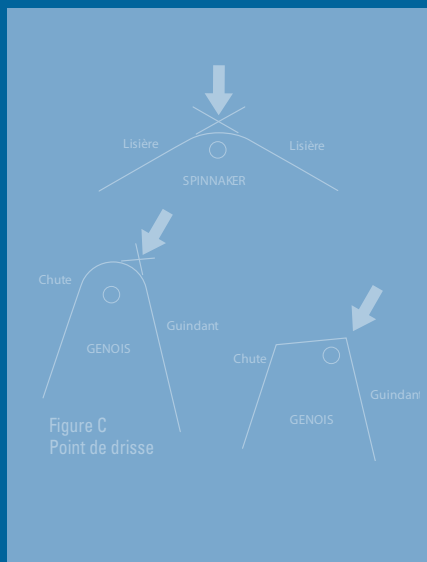 Lisière
Lisière
SPINNAKER
Chute
Guindant
GENOIS
Chute
Guindant
GENOIS
Figure C
Point de drisse